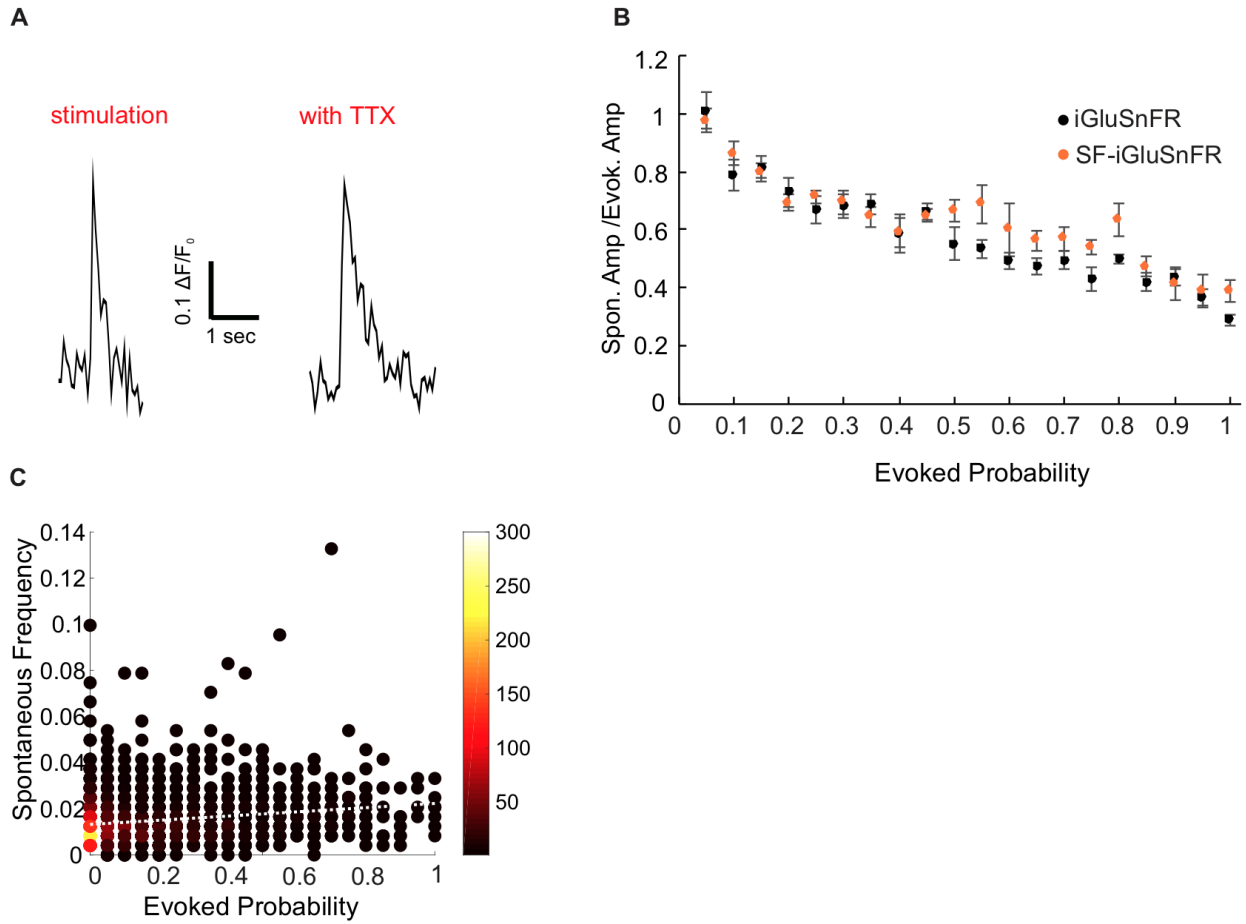 A
stimulation
with TTX
0.1 ΔF/F₀
1 sec
B
Spon. Amp /Evok. Amp
1.2
1
0.8
0.6
0.4
0.2
0
iGluSnFR
SF-iGluSnFR
0 0.1 0.2 0.3 0.4 0.5 0.6 0.7 0.8 0.9 1
Evoked Probability
C
Spontaneous Frequency
0.14
0.12
0.1
0.08
0.06
0.04
0.02
0
0 0.2 0.4 0.6 0.8 1
Evoked Probability
300
250
200
150
100
50